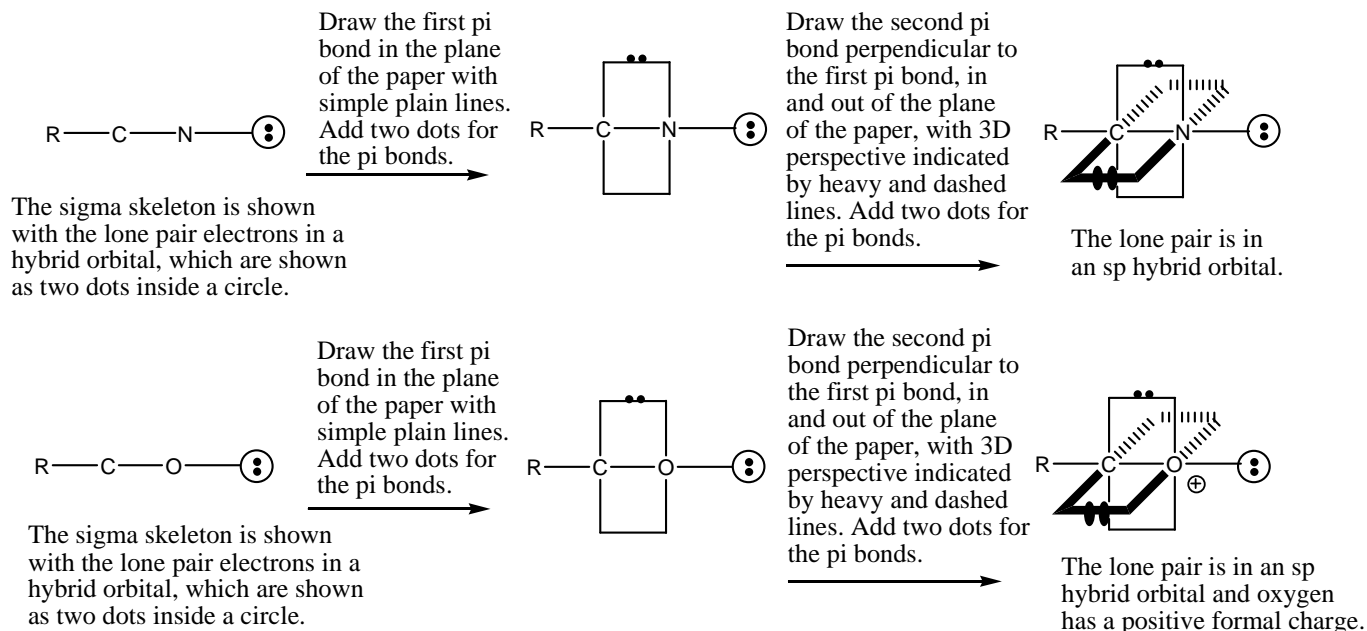 Draw the first pi
bond in the plane
of the paper with
simple plain lines.
Add two dots for
the pi bonds.
Draw the second pi
bond perpendicular to
the first pi bond, in
and out of the plane
of the paper, with 3D
perspective indicated
by heavy and dashed
lines. Add two dots for
the pi bonds.
R C N
R C N
R C N
The sigma skeleton is shown
with the lone pair electrons in a
hybrid orbital, which are shown
as two dots inside a circle.
The lone pair is in
an sp hybrid orbital.
Draw the first pi
bond in the plane
of the paper with
simple plain lines.
Add two dots for
the pi bonds.
Draw the second pi
bond perpendicular to
the first pi bond, in
and out of the plane
of the paper, with 3D
perspective indicated
by heavy and dashed
lines. Add two dots for
the pi bonds.
R C O
R C O
R C O
+
The sigma skeleton is shown
with the lone pair electrons in a
hybrid orbital, which are shown
as two dots inside a circle.
The lone pair is in an sp
hybrid orbital and oxygen
has a positive formal charge.